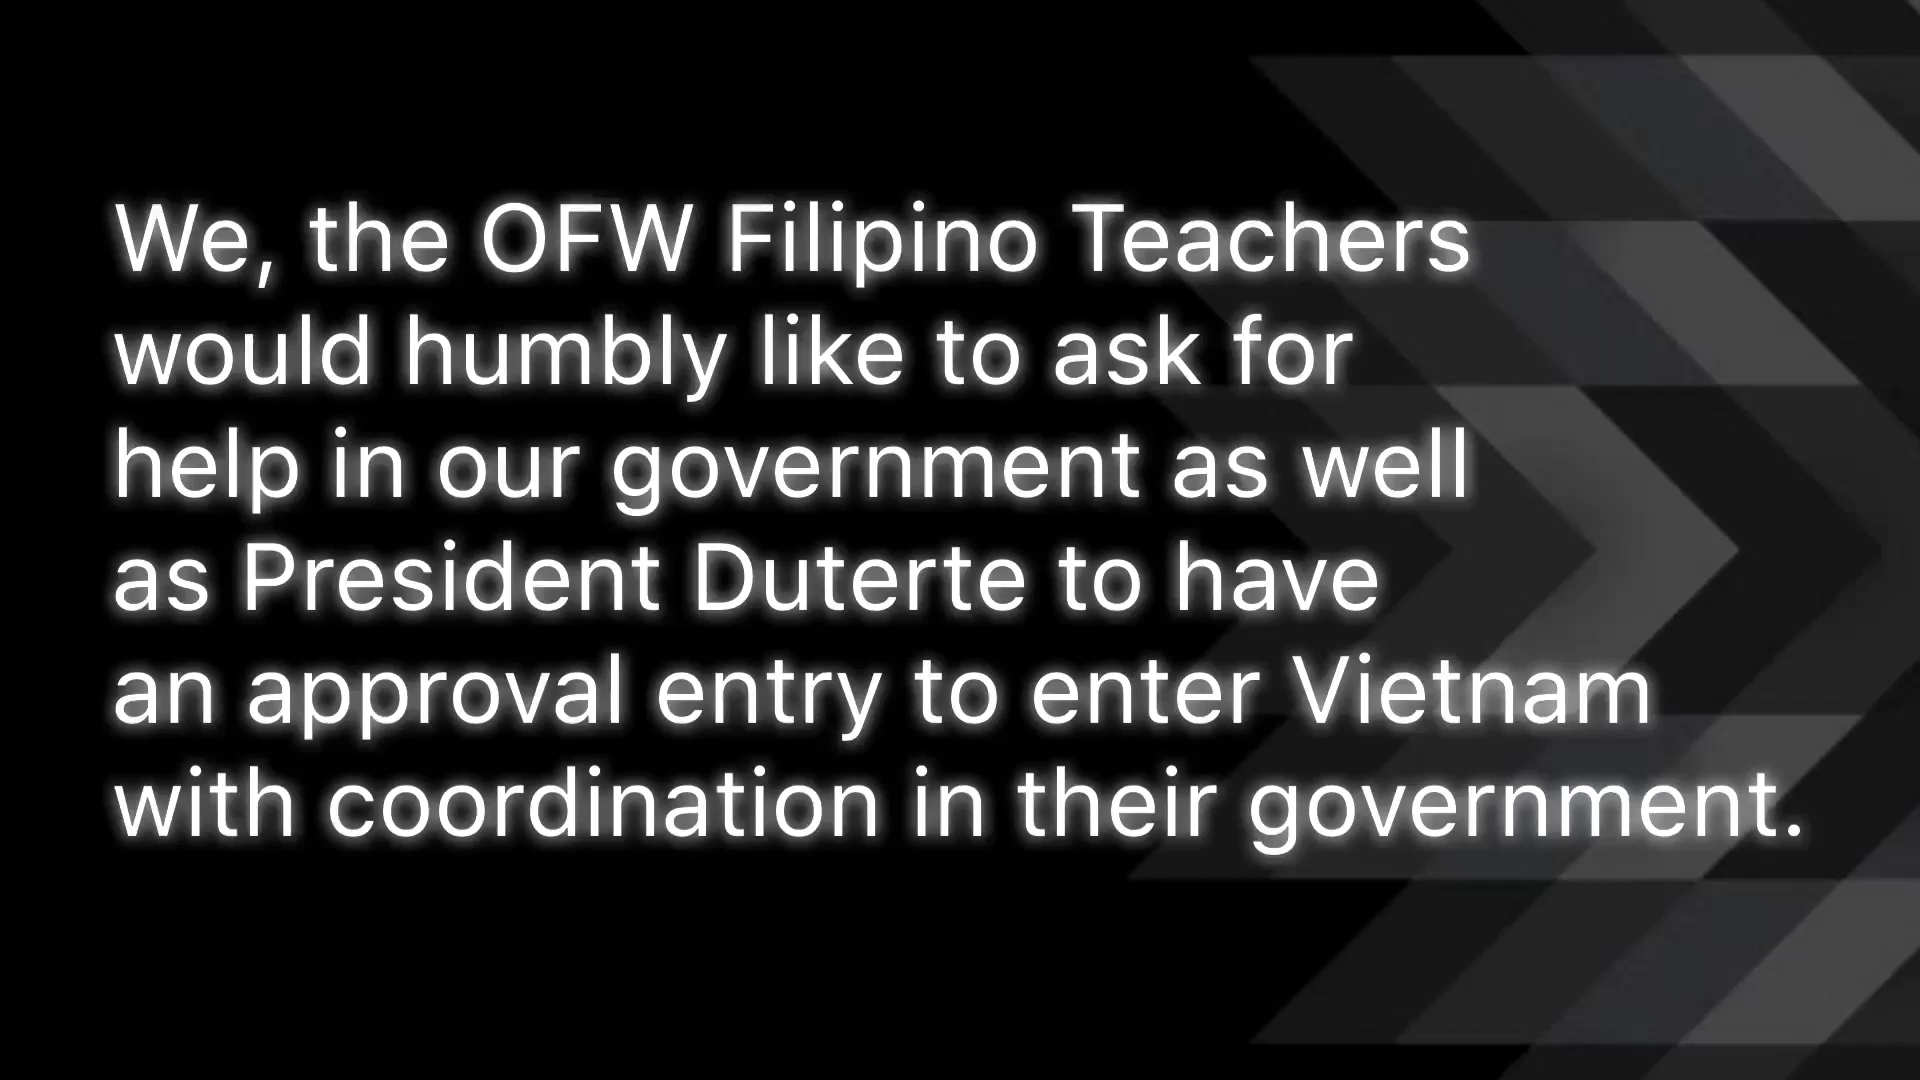 We, the OFW Filipino Teachers
would humbly like to ask for
help in our government as well
as President Duterte to have
an approval entry to enter Vietnam
with coordination in their government.